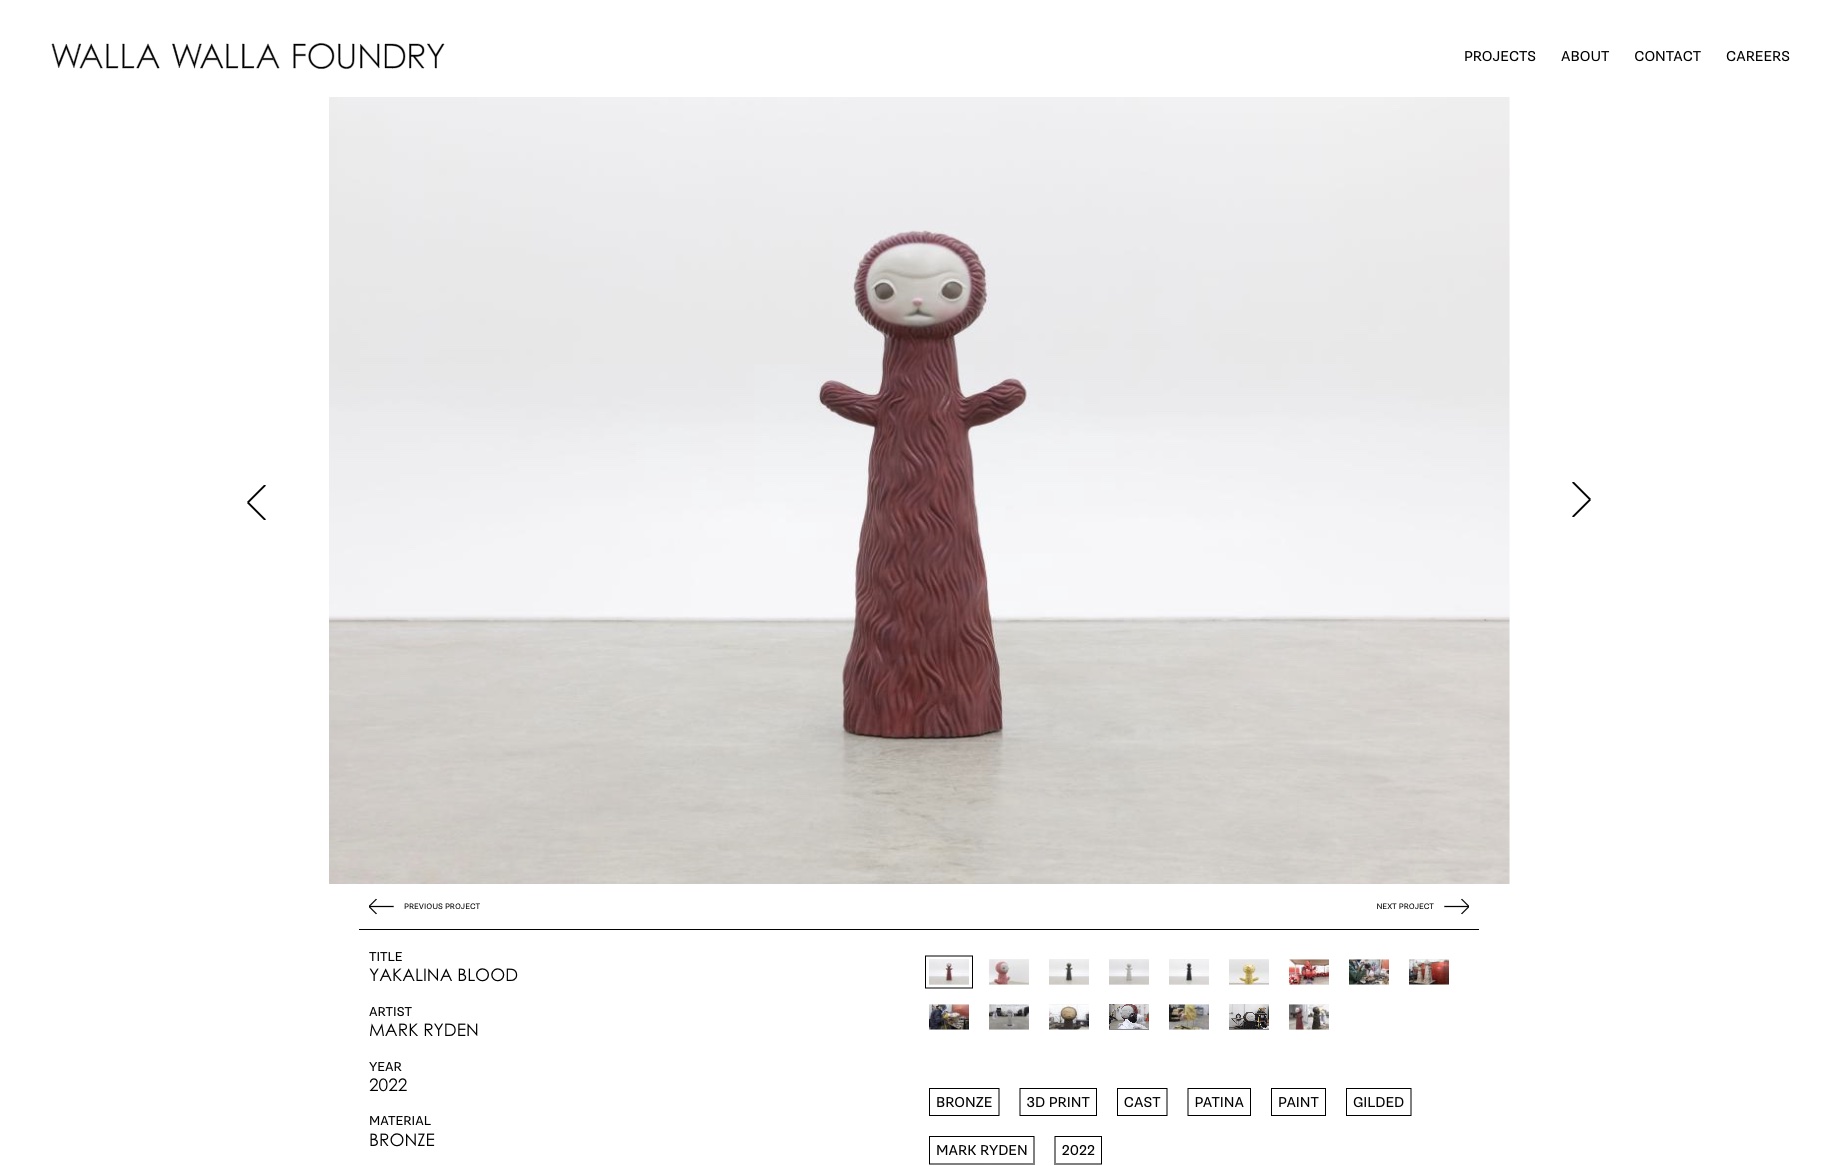 WALLA WALLA FOUNDRY
PROJECTS ABOUT CONTACT CAREERS
PREVIOUS PROJECT
NEXT PROJECT
TITLE
YAKALINA BLOOD
ARTIST
MARK RYDEN
YEAR
2022
MATERIAL
BRONZE
BRONZE 3D PRINT CAST PATINA PAINT GILDED
MARK RYDEN 2022